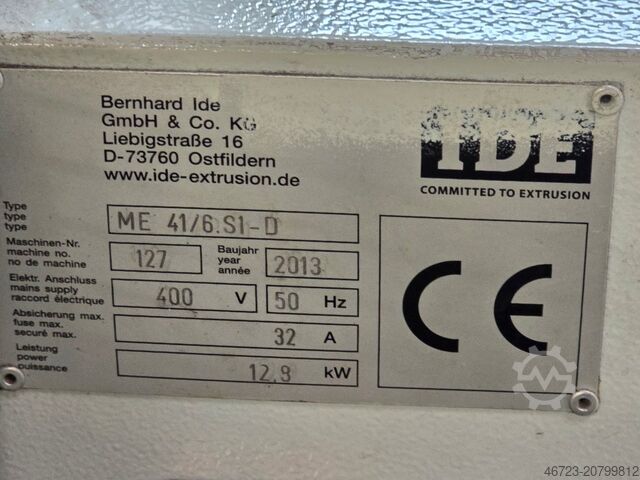 Bernhard Ide
GmbH & Co. KG
Liebigstraße 16
D-73760 Ostfildern
www.ide-extrusion.de
IDE
COMMITTED TO EXTRUSION
Type
type
type
ME 41/6.S1-D
Maschinen-Nr.
machine no.
no de machine
127
Baujahr
year
année
2013
Elektr. Anschluss
mains supply
raccord électrique
400 V
50 Hz
Absicherung max.
fuse max.
securé max.
32 A
Leistung
power
puissance
12,8 kW
CE
46723-20799812